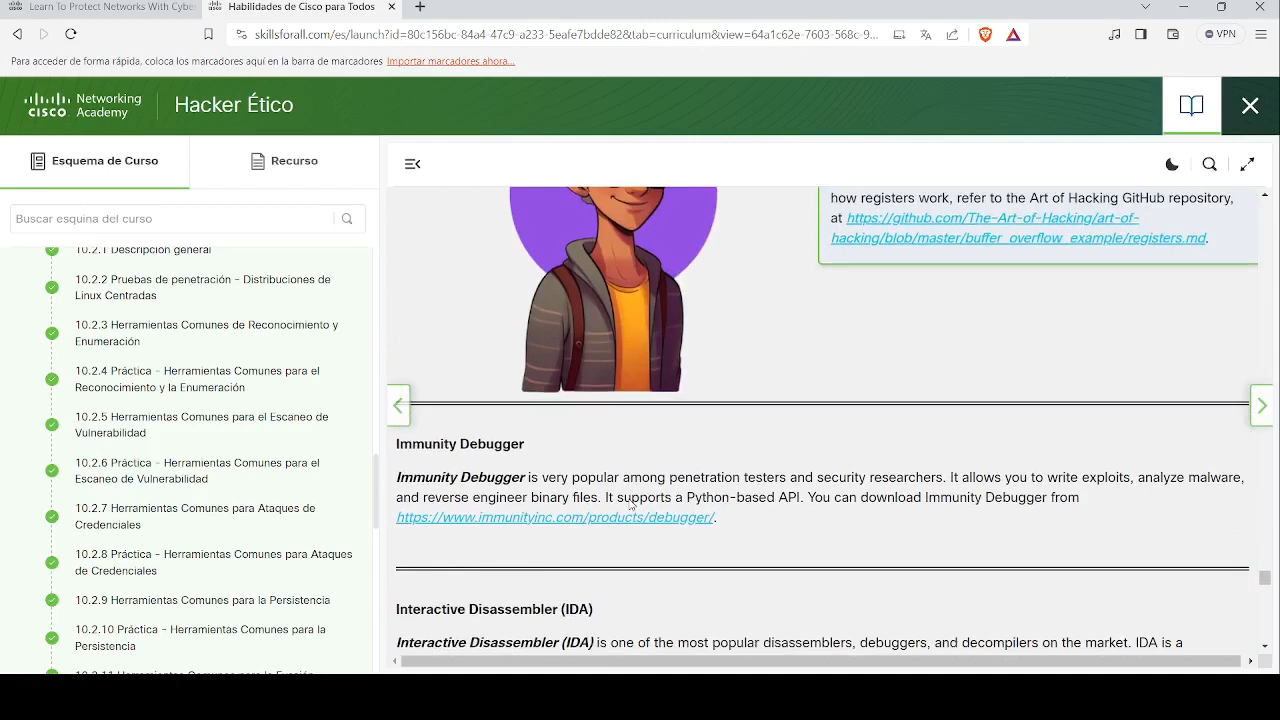 Learn To Protect Networks With Cyber
Habilidades de Cisco para Todos
skillsforall.com/es/launch?id=80c156bc-84a4-47c9-a233-5eafe7bdde82&tab=curriculum&view=64a1c62e-7603-568c-9...
VPN
Para acceder de forma rápida, coloca los marcadores aquí en la barra de marcadores Importar marcadores ahora...
CISCO Networking Academy
Hacker Ético
Esquema de Curso
Recurso
Buscar esquina del curso
10.2.1 Descripción general
10.2.2 Pruebas de penetración - Distribuciones de
Linux Centradas
10.2.3 Herramientas Comunes de Reconocimiento y
Enumeración
10.2.4 Práctica - Herramientas Comunes para el
Reconocimiento y la Enumeración
10.2.5 Herramientas Comunes para el Escaneo de
Vulnerabilidad
10.2.6 Práctica - Herramientas Comunes para el
Escaneo de Vulnerabilidad
10.2.7 Herramientas Comunes para Ataques de
Credenciales
10.2.8 Práctica - Herramientas Comunes para Ataques
de Credenciales
10.2.9 Herramientas Comunes para la Persistencia
10.2.10 Práctica - Herramientas Comunes para la
Persistencia
10.2.11 Herramientas Comunes para la Evasión
how registers work, refer to the Art of Hacking GitHub repository,
at https://github.com/The-Art-of-Hacking/art-of-
hacking/blob/master/buffer_overflow_example/registers.md.
Immunity Debugger
Immunity Debugger is very popular among penetration testers and security researchers. It allows you to write exploits, analyze malware,
and reverse engineer binary files. It supports a Python-based API. You can download Immunity Debugger from
https://www.immunityinc.com/products/debugger/.
Interactive Disassembler (IDA)
Interactive Disassembler (IDA) is one of the most popular disassemblers, debuggers, and decompilers on the market. IDA is a